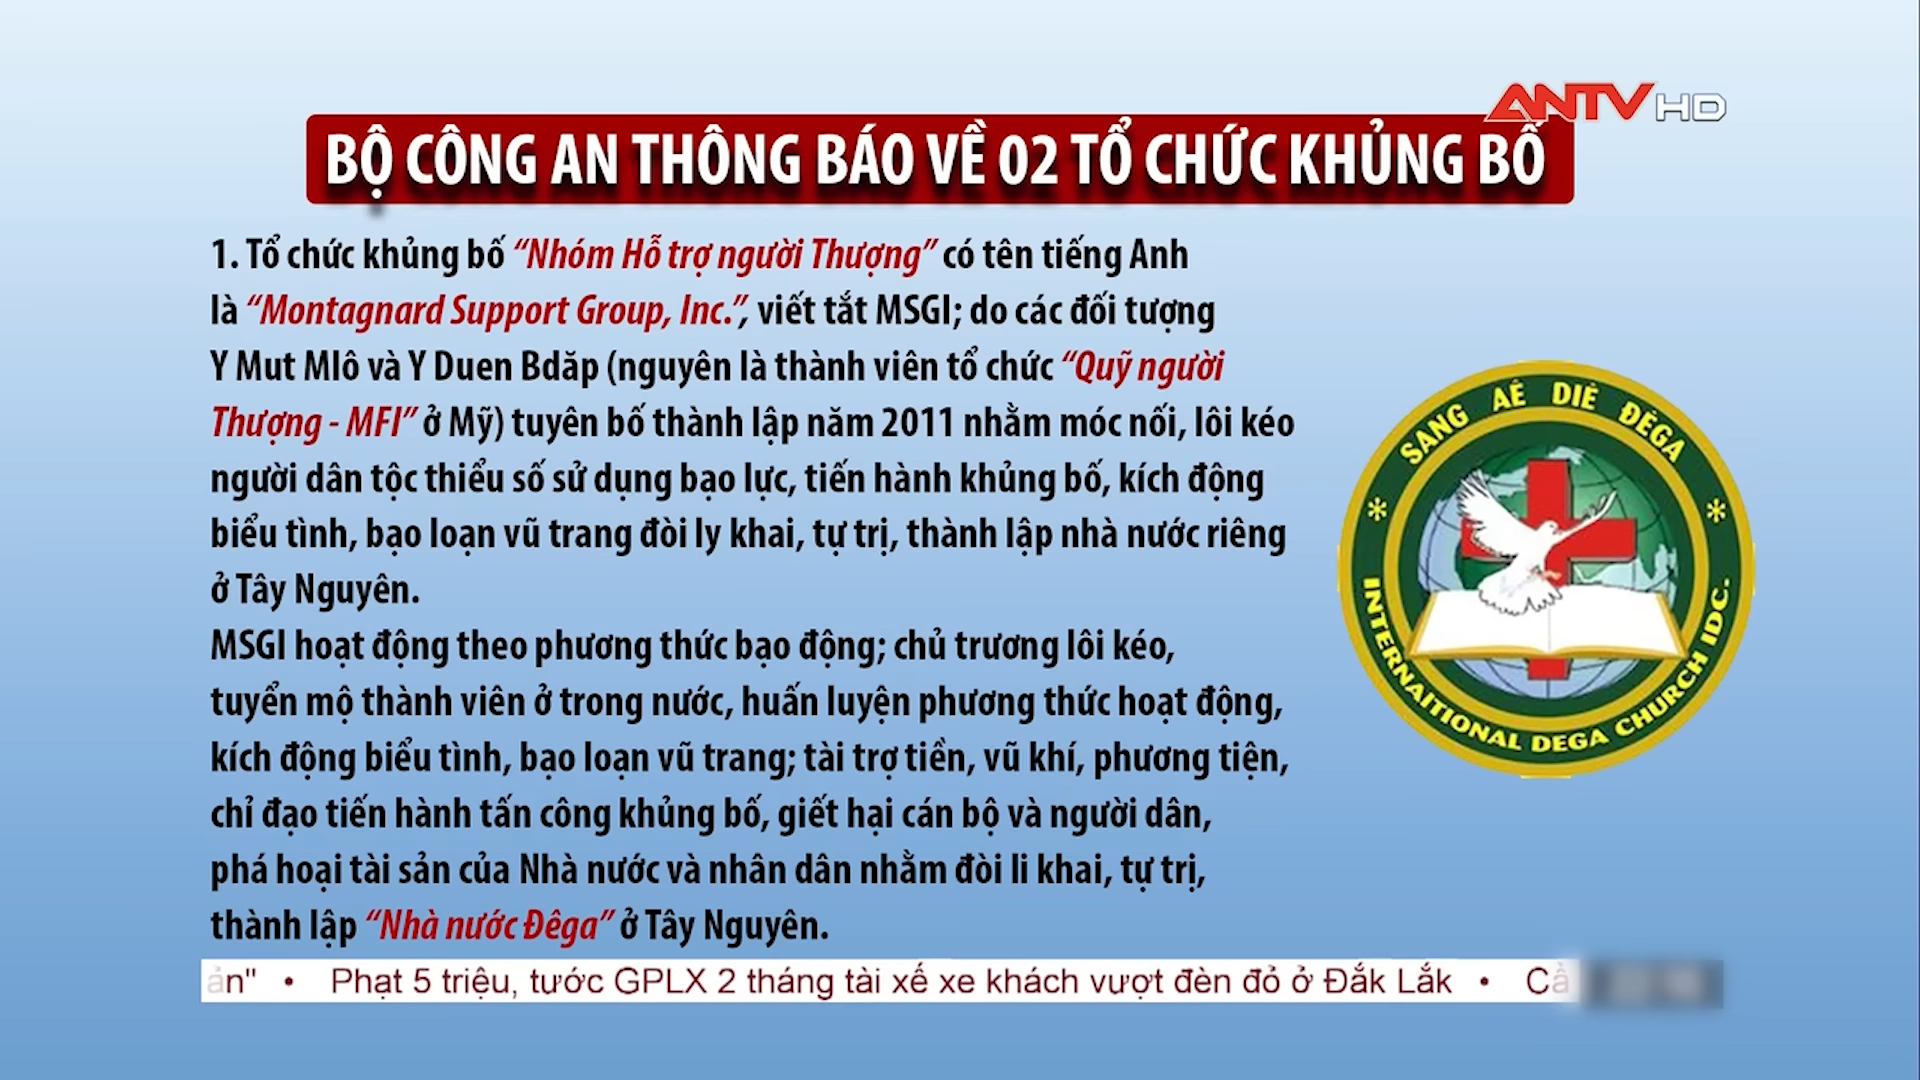 ANTV HD
BỘ CÔNG AN THÔNG BÁO VỀ 02 TỔ CHỨC KHỦNG BỐ
1. Tổ chức khủng bố “Nhóm Hỗ trợ người Thượng” có tên tiếng Anh
là “Montagnard Support Group, Inc.”, viết tắt MSGI; do các đối tượng
Y Mut Mlô và Y Duen Bdăp (nguyên là thành viên tổ chức “Quỹ người
Thượng - MFI” ở Mỹ) tuyên bố thành lập năm 2011 nhằm móc nối, lôi kéo
người dân tộc thiểu số sử dụng bạo lực, tiến hành khủng bố, kích động
biểu tình, bạo loạn vũ trang đòi ly khai, tự trị, thành lập nhà nước riêng
ở Tây Nguyên.
MSGI hoạt động theo phương thức bạo động; chủ trương lôi kéo,
tuyển mộ thành viên ở trong nước, huấn luyện phương thức hoạt động,
kích động biểu tình, bạo loạn vũ trang; tài trợ tiền, vũ khí, phương tiện,
chỉ đạo tiến hành tấn công khủng bố, giết hại cán bộ và người dân,
phá hoại tài sản của Nhà nước và nhân dân nhằm đòi li khai, tự trị,
thành lập “Nhà nước Đêga” ở Tây Nguyên.
SANG AÊ DIÊ ĐÊGA
INTERNAITIONAL DEGA CHURCH IDC.
ản" • Phạt 5 triệu, tước GPLX 2 tháng tài xế xe khách vượt đèn đỏ ở Đắk Lắk •